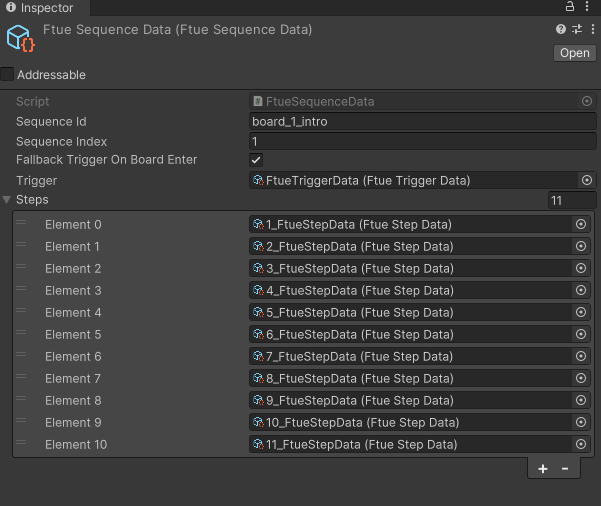 Inspector
Ftue Sequence Data (Ftue Sequence Data)
Open
Addressable
Script FtueSequenceData
Sequence Id board_1_intro
Sequence Index 1
Fallback Trigger On Board Enter
Trigger FtueTriggerData (Ftue Trigger Data)
Steps 11
Element 0 1_FtueStepData (Ftue Step Data)
Element 1 2_FtueStepData (Ftue Step Data)
Element 2 3_FtueStepData (Ftue Step Data)
Element 3 4_FtueStepData (Ftue Step Data)
Element 4 5_FtueStepData (Ftue Step Data)
Element 5 6_FtueStepData (Ftue Step Data)
Element 6 7_FtueStepData (Ftue Step Data)
Element 7 8_FtueStepData (Ftue Step Data)
Element 8 9_FtueStepData (Ftue Step Data)
Element 9 10_FtueStepData (Ftue Step Data)
Element 10 11_FtueStepData (Ftue Step Data)
+ -